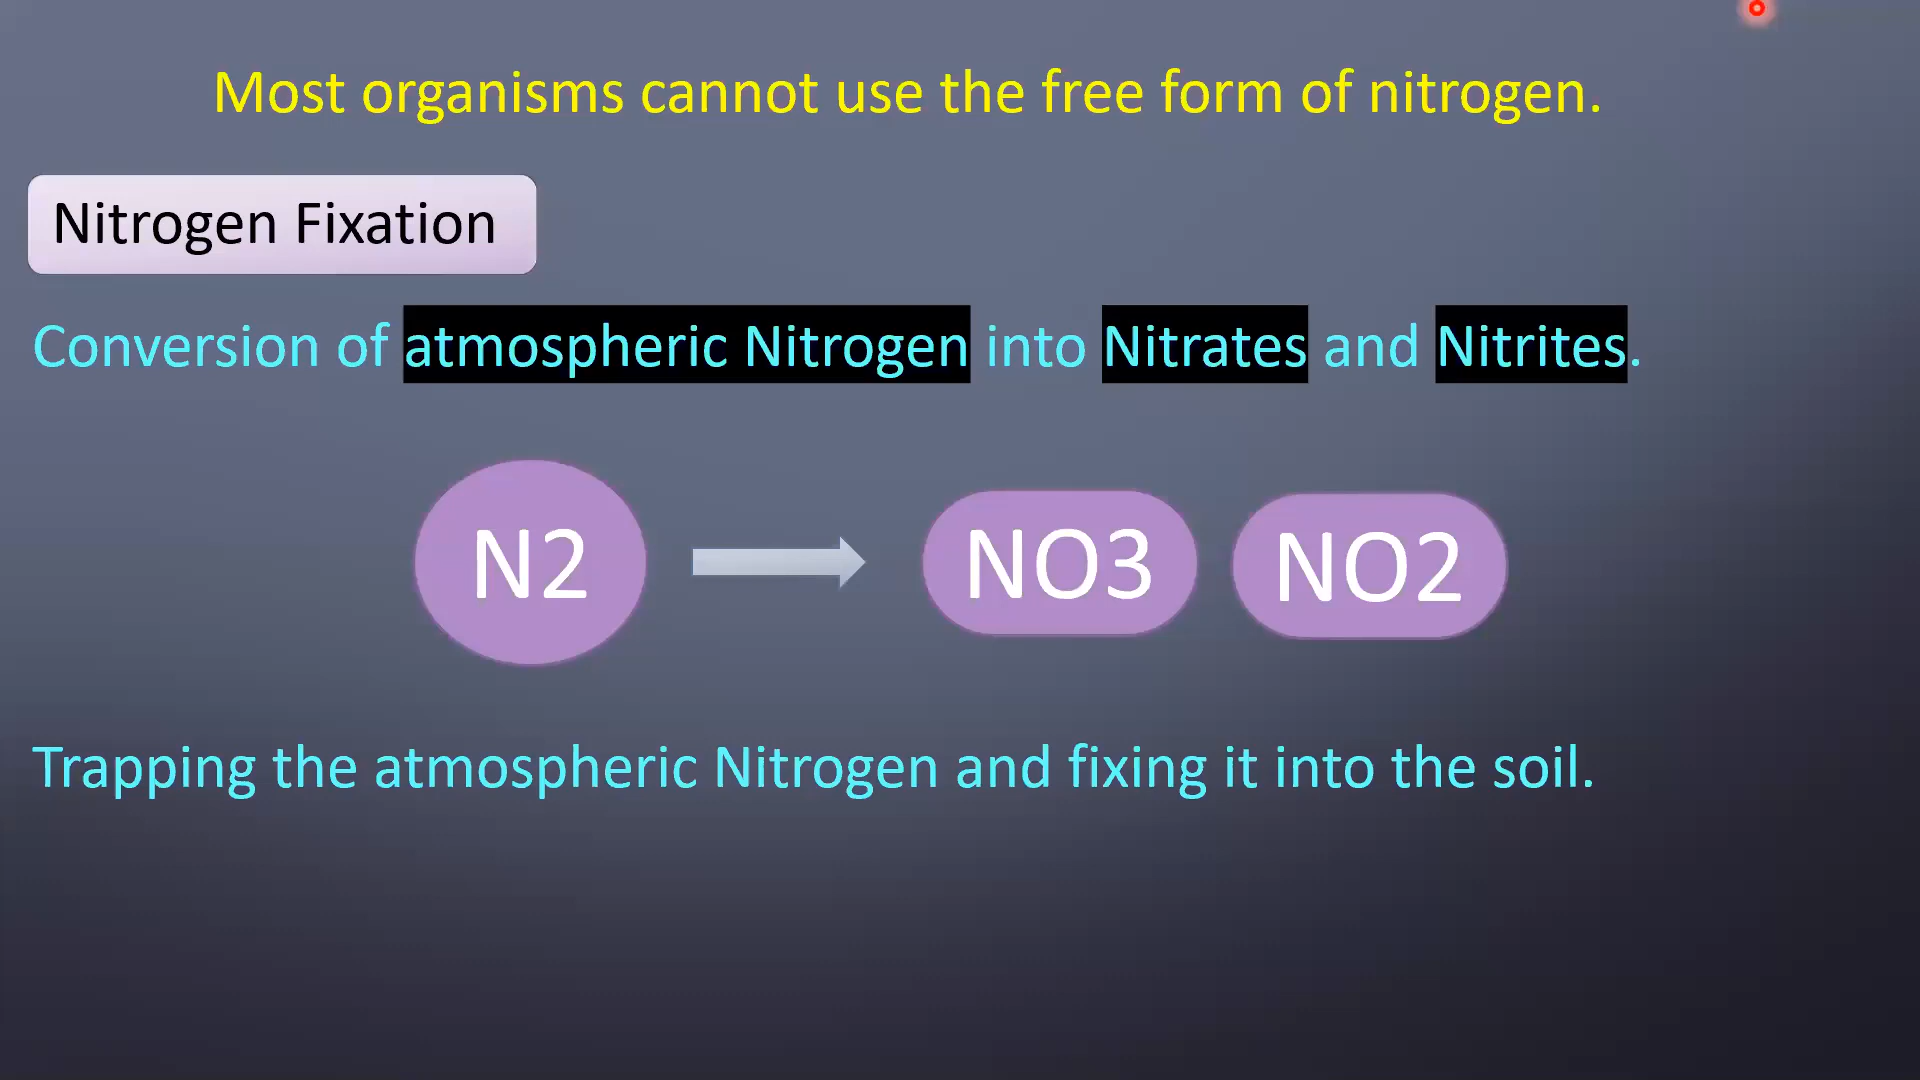 Most organisms cannot use the free form of nitrogen.
Nitrogen Fixation
Conversion of atmospheric Nitrogen into Nitrates and Nitrites.
N2 NO3 NO2
Trapping the atmospheric Nitrogen and fixing it into the soil.